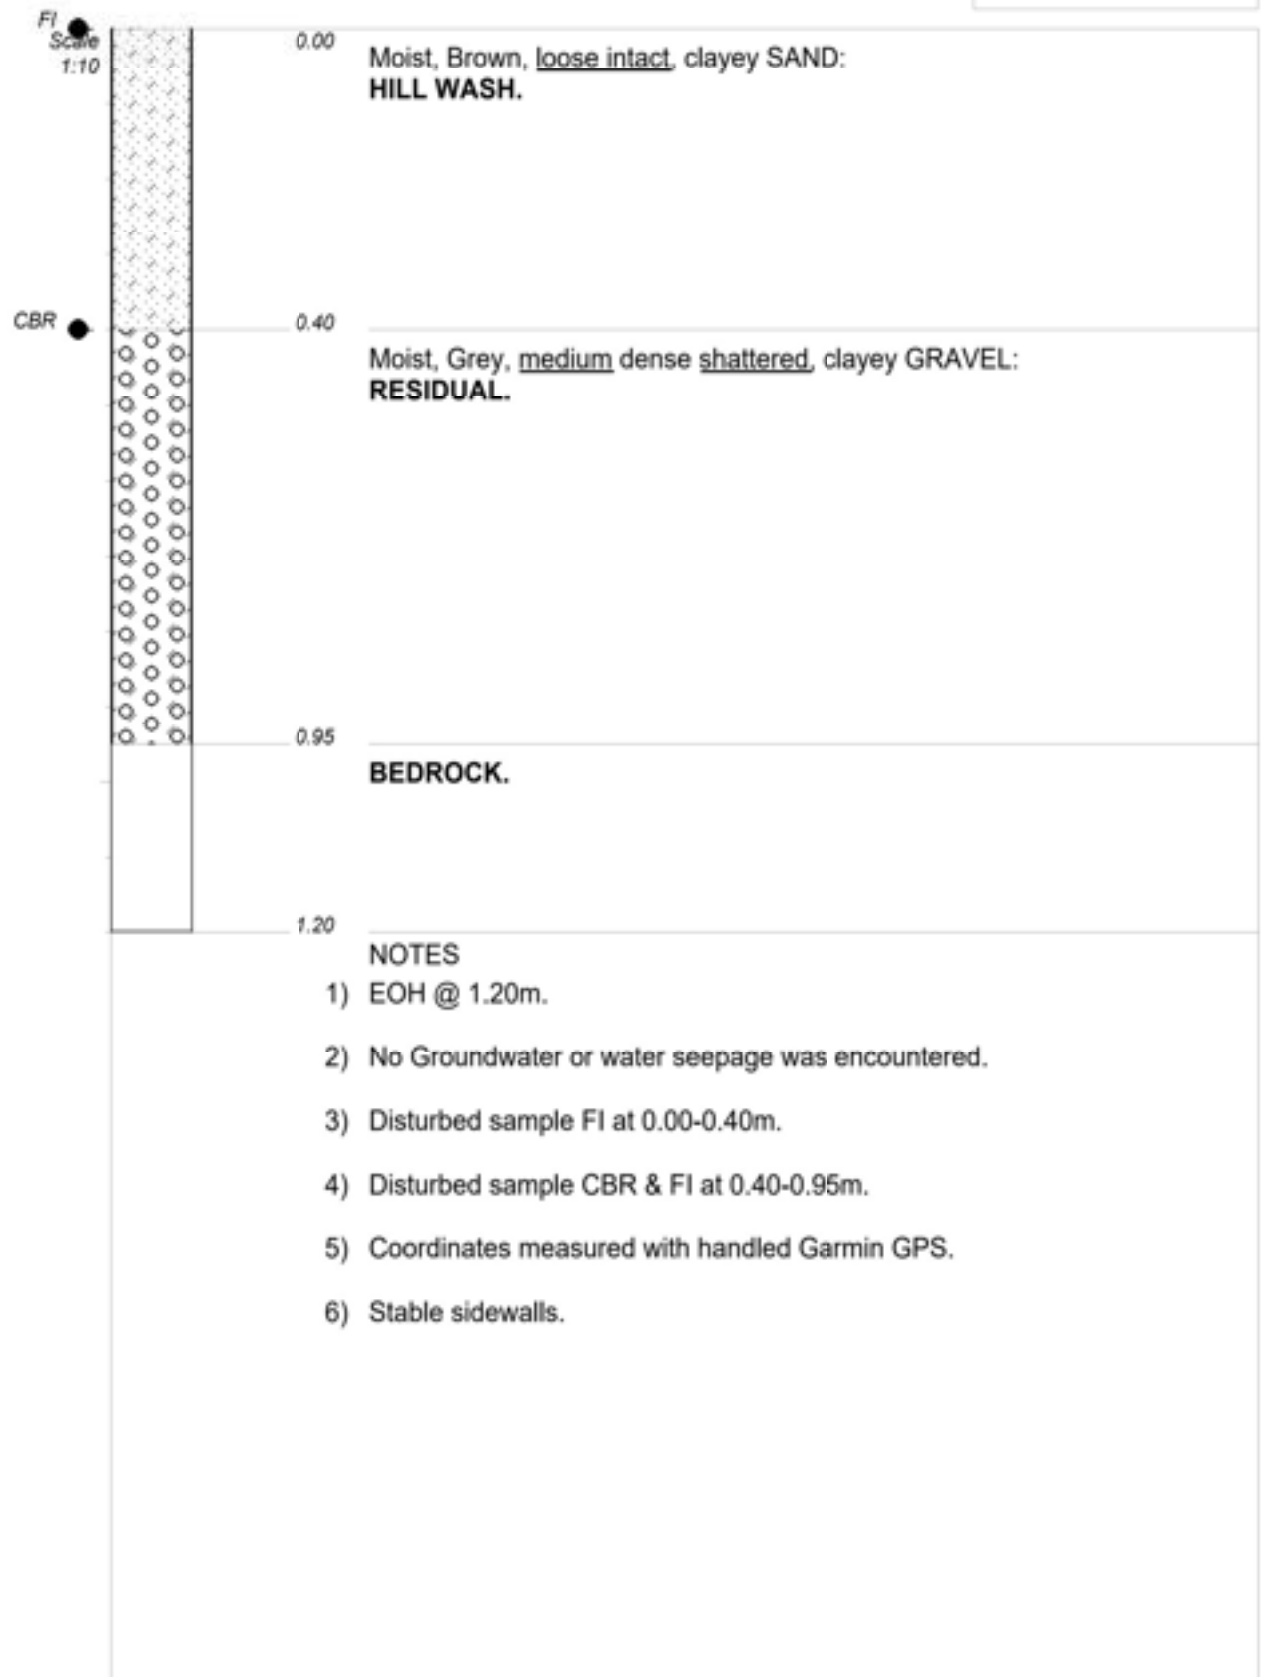 FI
Scale
1:10
0.00
Moist, Brown, loose intact, clayey SAND:
HILL WASH.
CBR
0.40
Moist, Grey, medium dense shattered, clayey GRAVEL:
RESIDUAL.
0.95
BEDROCK.
1.20
NOTES
1) EOH @ 1.20m.
2) No Groundwater or water seepage was encountered.
3) Disturbed sample FI at 0.00-0.40m.
4) Disturbed sample CBR & FI at 0.40-0.95m.
5) Coordinates measured with handled Garmin GPS.
6) Stable sidewalls.